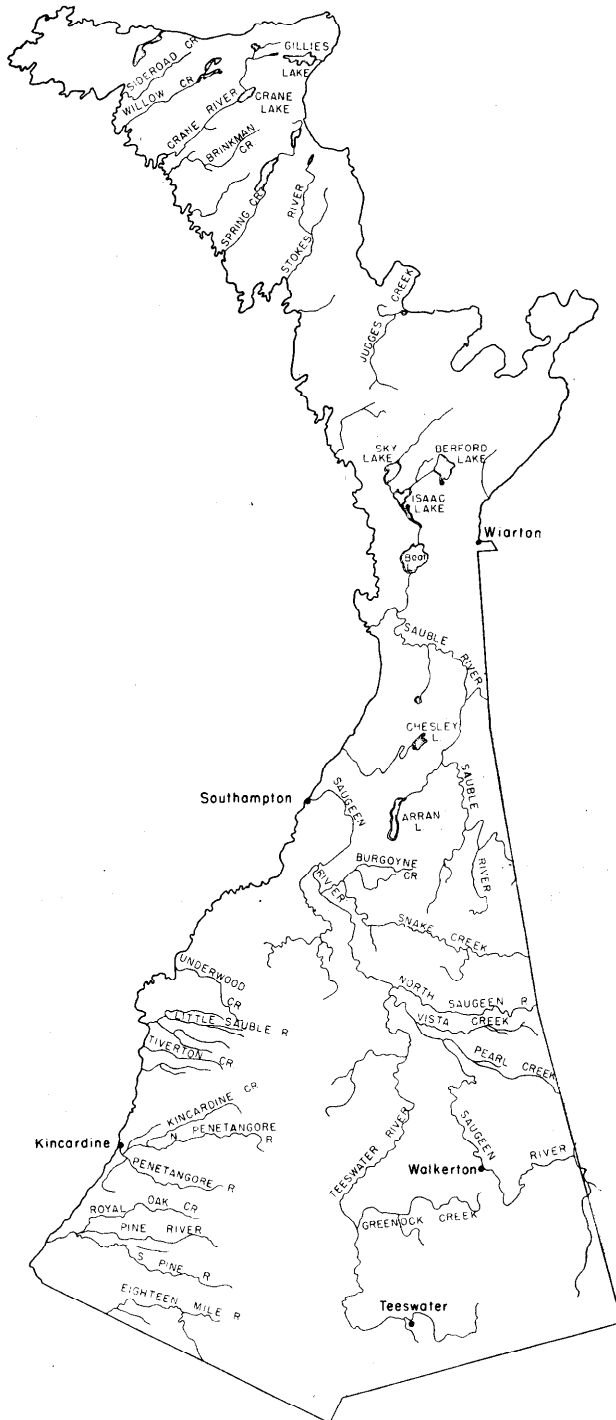 SIDEROAD CR
GILLIES
LAKE
WILLOW CR
CRANE RIVER
CRANE
LAKE
BRINKMAN
CR
SPRING CR
STOKES RIVER
JUDGES CREEK
SKY
LAKE
BERFORD
LAKE
ISAAC
LAKE
Wiarton
Boat
L
SAUBLE RIVER
CHESLEY
L.
Southampton
SAUGEEN
RIVER
SAUBLE
RIVER
ARRAN
L
BURGOYNE
CR
SNAKE CREEK
UNDERWOOD
CR
NORTH
SAUGEEN R
LITTLE SAUBLE R
VISTA CREEK
TIVERTON CR
PEARL CREEK
KINCARDINE CR
N PENETANGORE
R
Kincardine
SAUGEEN
RIVER
PENETANGORE R
TEESWATER RIVER
Walkerton
ROYAL OAK CR
PINE RIVER
GREENOCK CREEK
S PINE R
EIGHTEEN MILE R
Teeswater